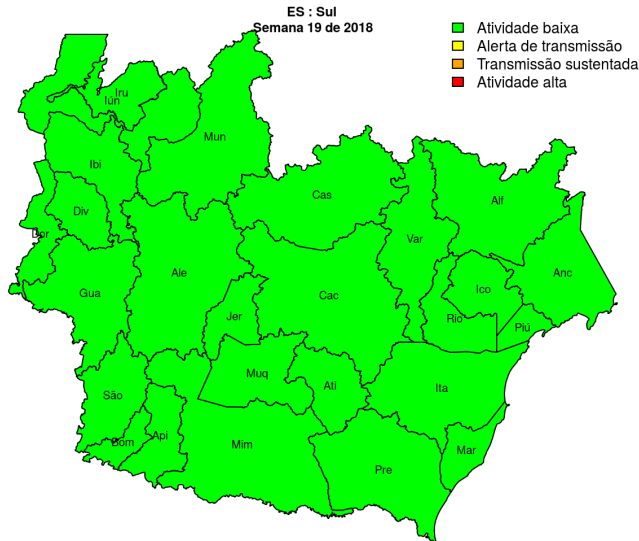 ES : Sul
Semana 19 de 2018
Atividade baixa
Alerta de transmissão
Transmissão sustentada
Atividade alta
Iru
Iún
Mun
Ibi
Cas
Alf
Div
Dor
Var
Ale
Anc
Gua
Cac
Ico
Jer
Rio
Piú
Muq
Ati
Ita
São
Bom
Api
Mim
Mar
Pre